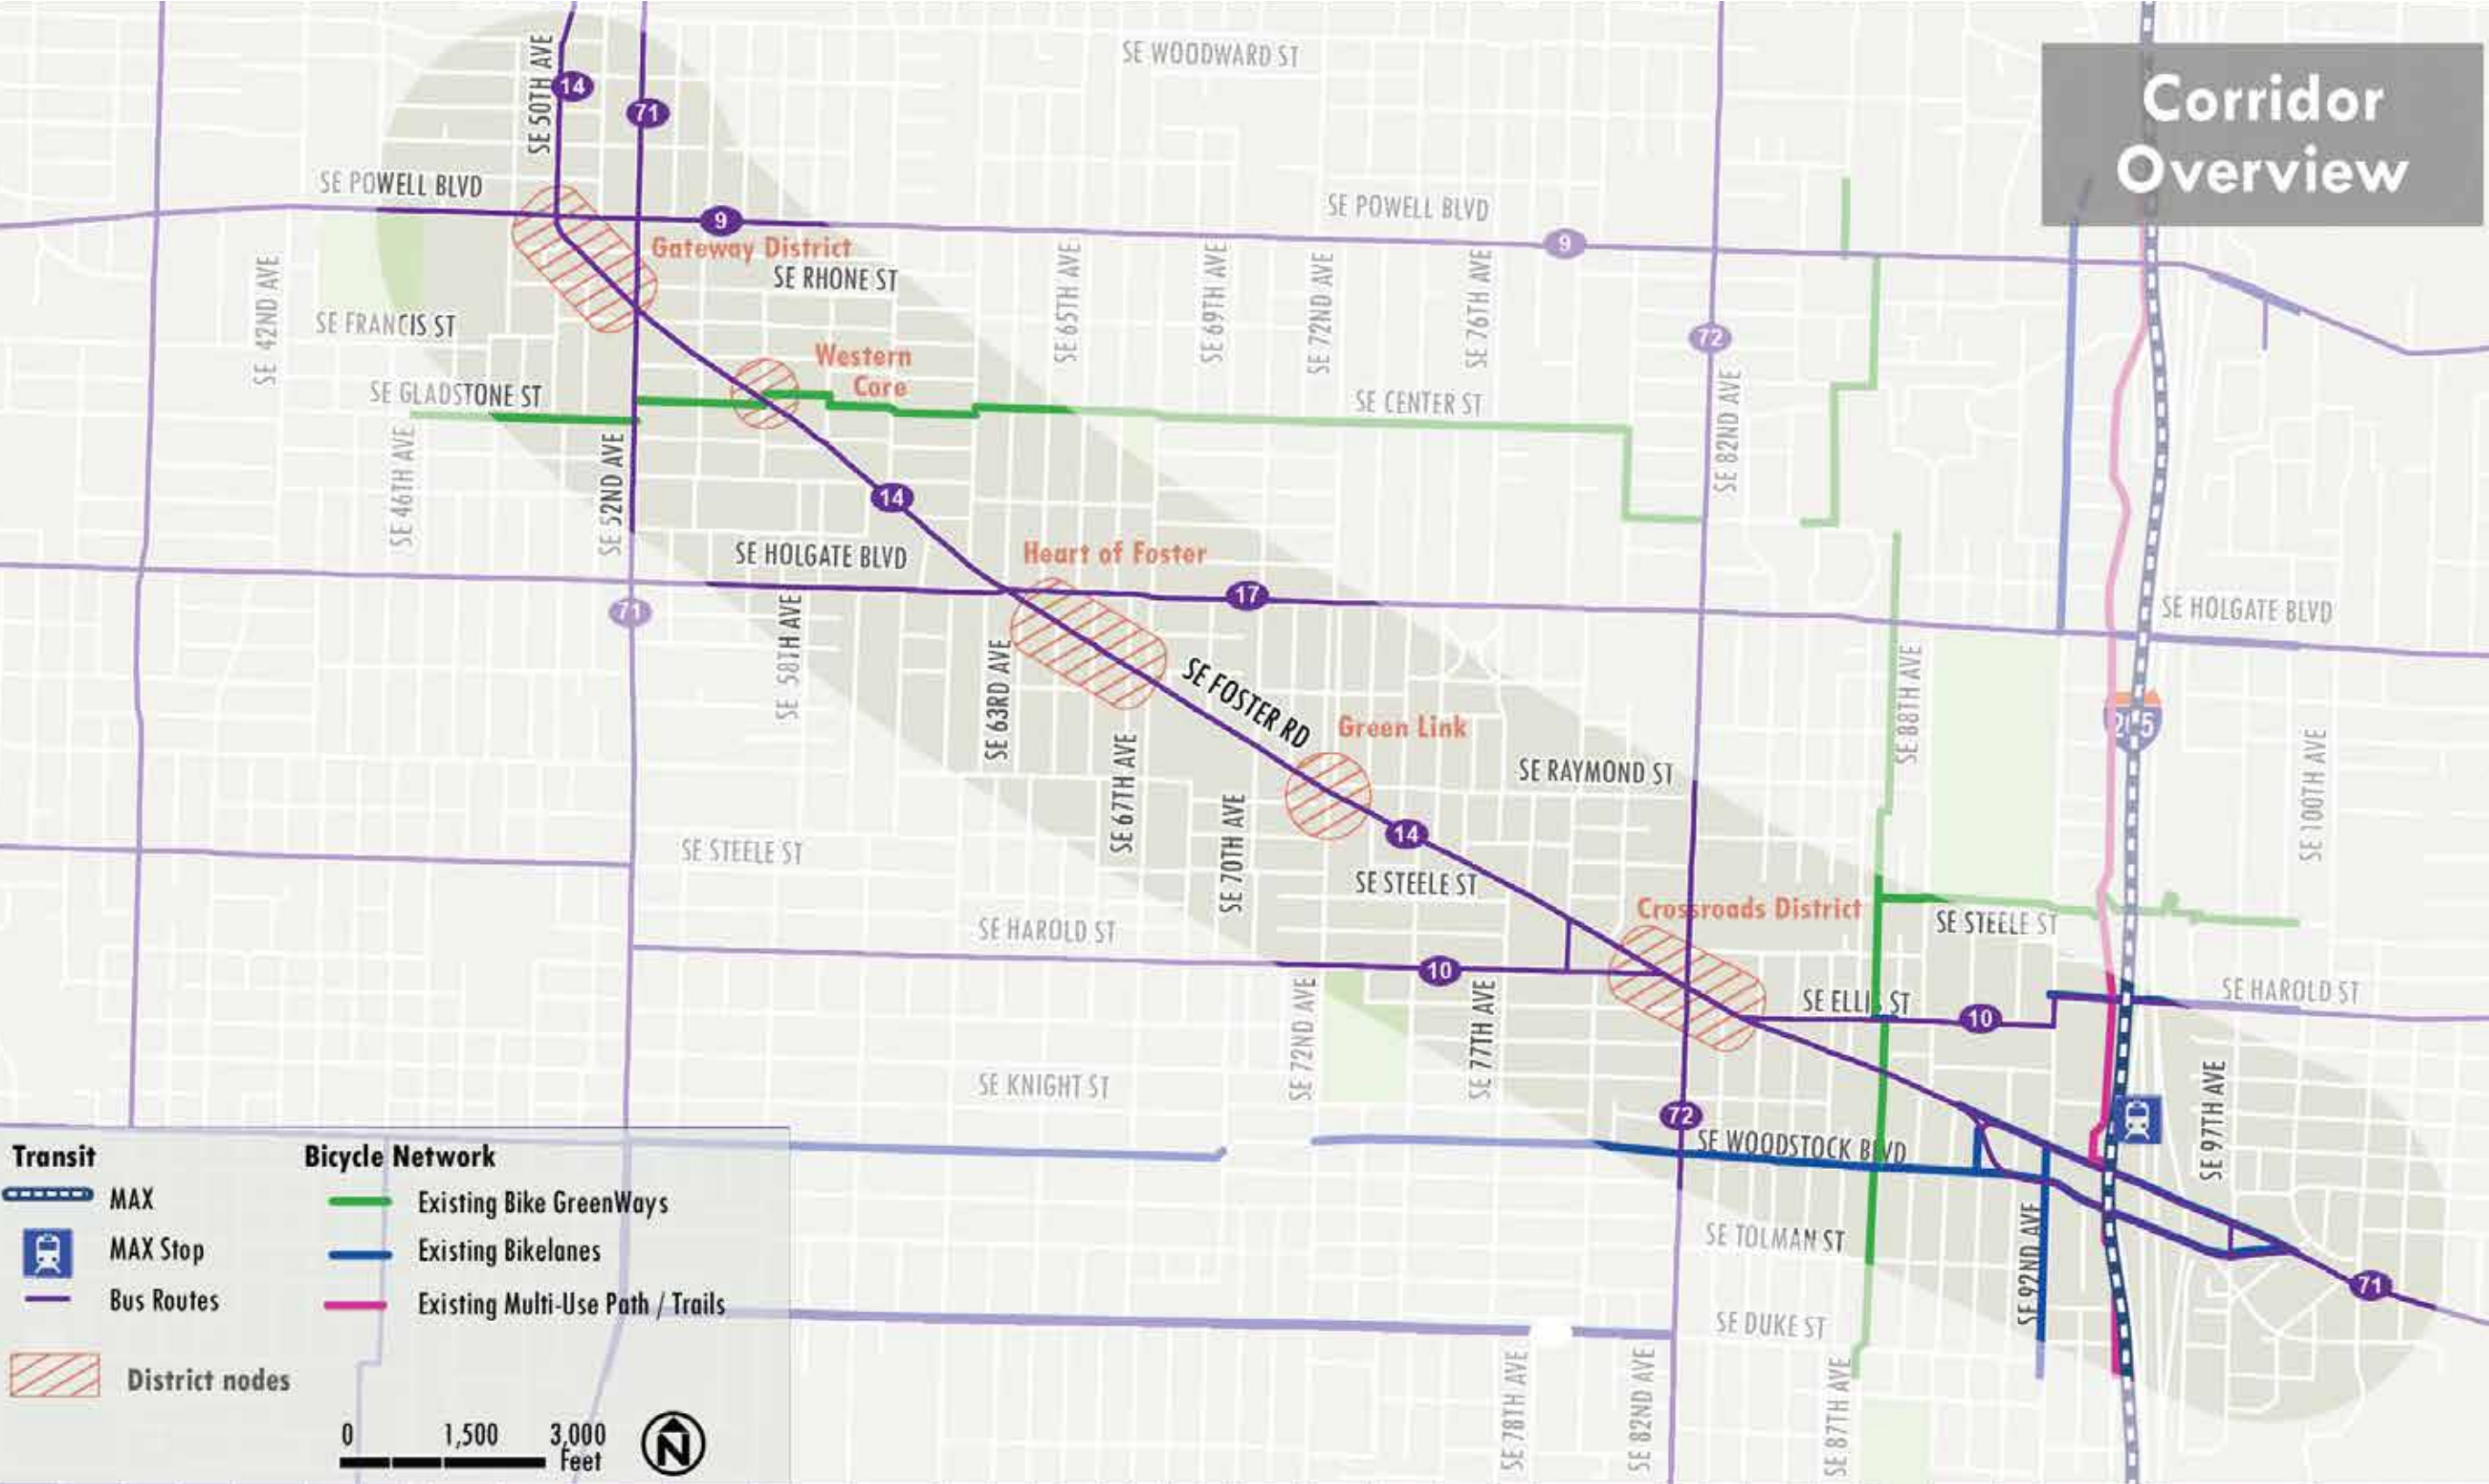 Corridor
Overview
SE WOODWARD ST
SE 50TH AVE
14
71
SE POWELL BLVD
9
SE POWELL BLVD
9
Gateway District
SE RHONE ST
SE 42ND AVE
SE FRANCIS ST
SE 65TH AVE
SE 69TH AVE
SE 72ND AVE
SE 76TH AVE
72
Western
Core
SE GLADSTONE ST
SE CENTER ST
SE 82ND AVE
SE 46TH AVE
SE 52ND AVE
14
SE HOLGATE BLVD
Heart of Foster
17
71
SE HOLGATE BLVD
SE 58TH AVE
SE 63RD AVE
SE FOSTER RD
SE 88TH AVE
Green Link
205
SE RAYMOND ST
SE 67TH AVE
SE 70TH AVE
SE 100TH AVE
14
SE STEELE ST
SE STEELE ST
Crossroads District
SE STEELE ST
SE HAROLD ST
10
SE HAROLD ST
SE ELLIS ST
10
SE 72ND AVE
SE 77TH AVE
SE KNIGHT ST
72
SE WOODSTOCK BLVD
SE 97TH AVE
SE TOLMAN ST
SE 92ND AVE
71
SE DUKE ST
SE 78TH AVE
SE 82ND AVE
SE 87TH AVE
Transit
MAX
MAX Stop
Bus Routes
District nodes
Bicycle Network
Existing Bike GreenWays
Existing Bikelanes
Existing Multi-Use Path / Trails
0 1,500 3,000
Feet
N